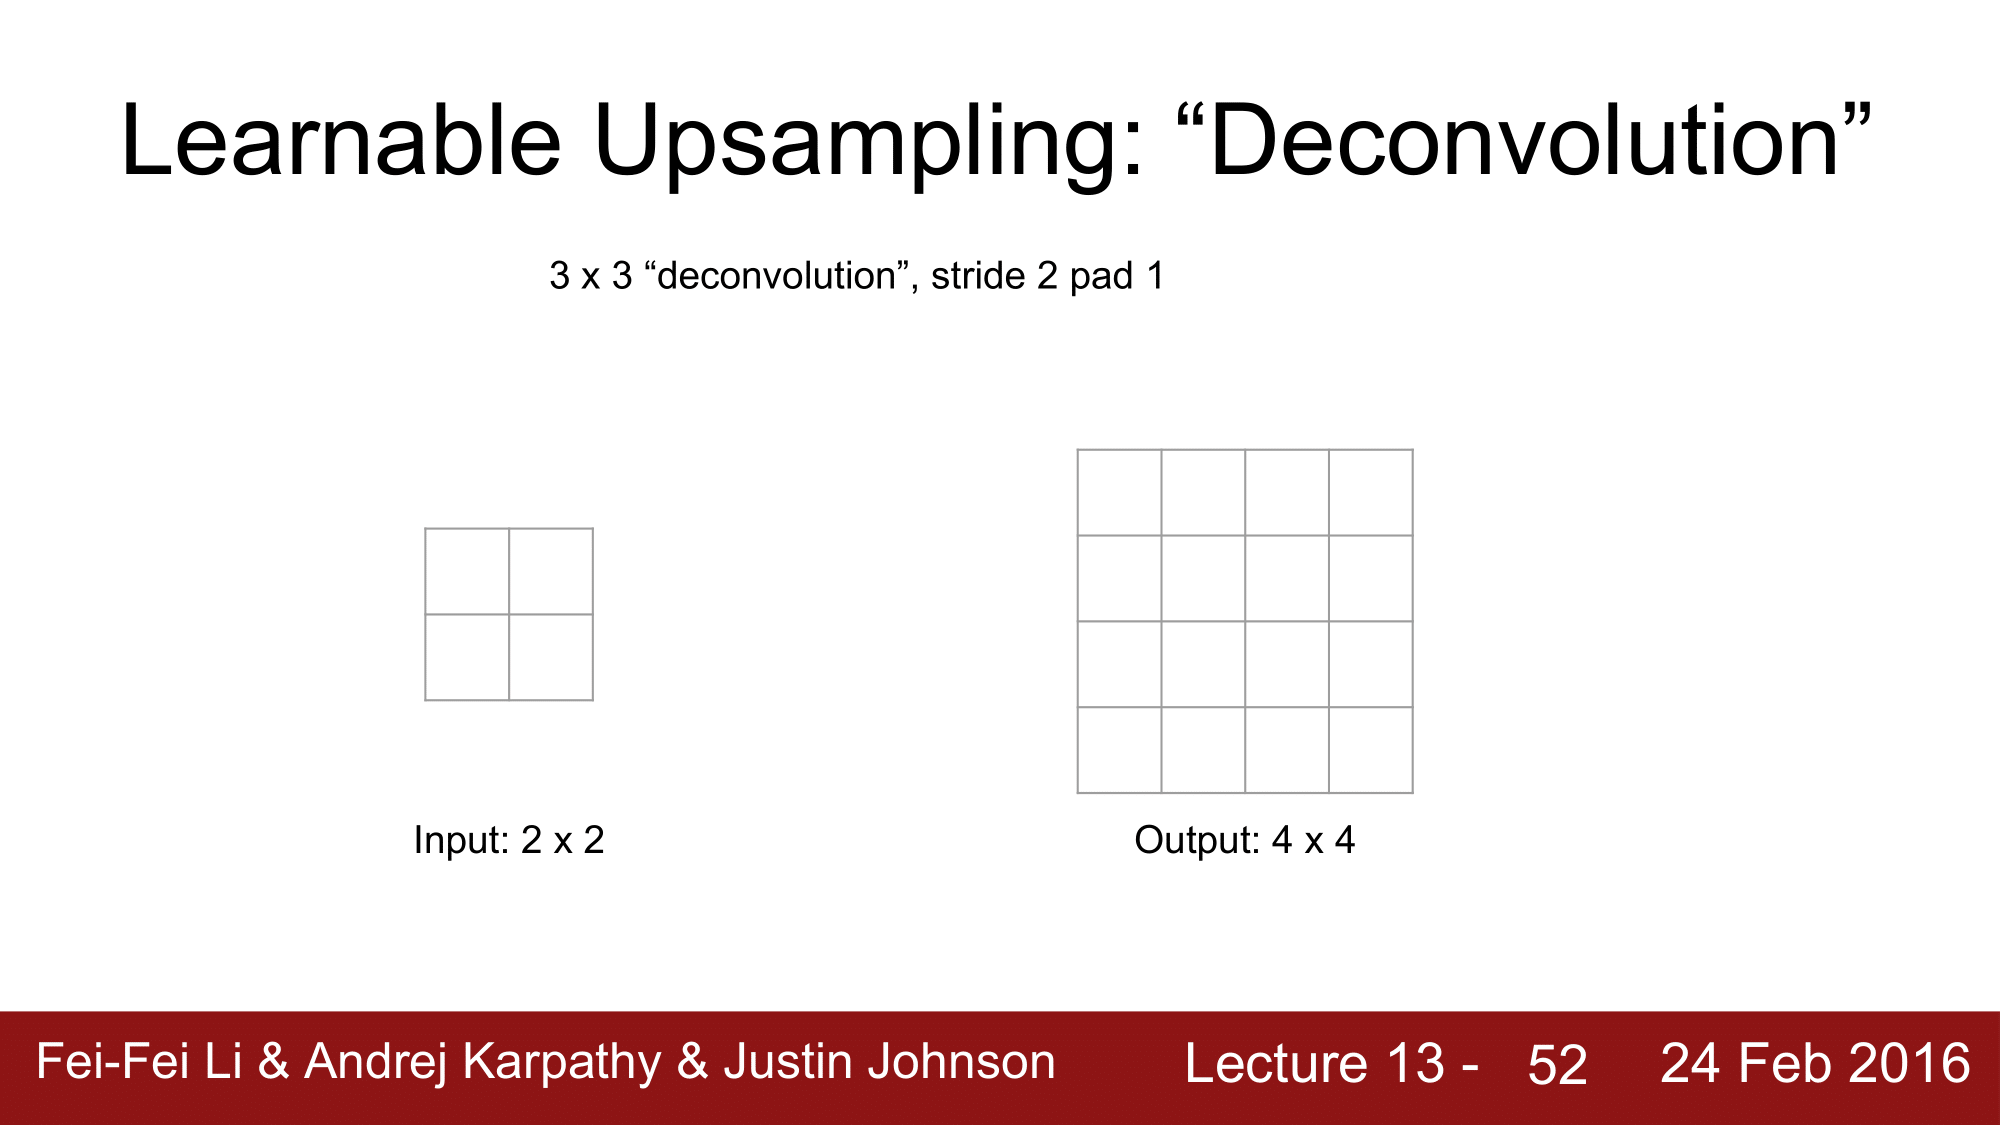 Learnable Upsampling: “Deconvolution”
3 x 3 “deconvolution”, stride 2 pad 1
Input: 2 x 2
Output: 4 x 4
Fei-Fei Li & Andrej Karpathy & Justin Johnson
Lecture 13 -
52
24 Feb 2016